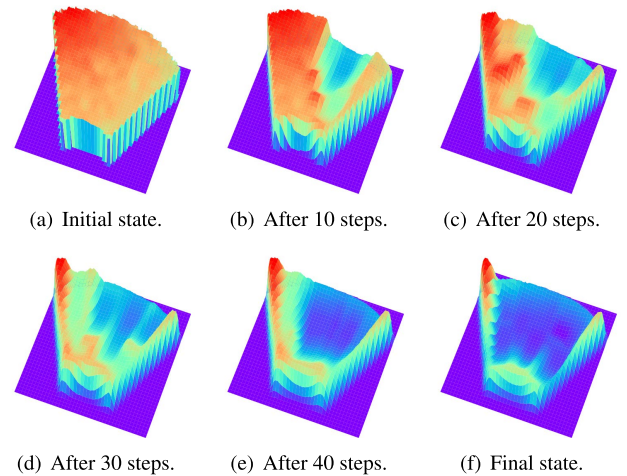 (a) Initial state.
(b) After 10 steps.
(c) After 20 steps.
(d) After 30 steps.
(e) After 40 steps.
(f) Final state.